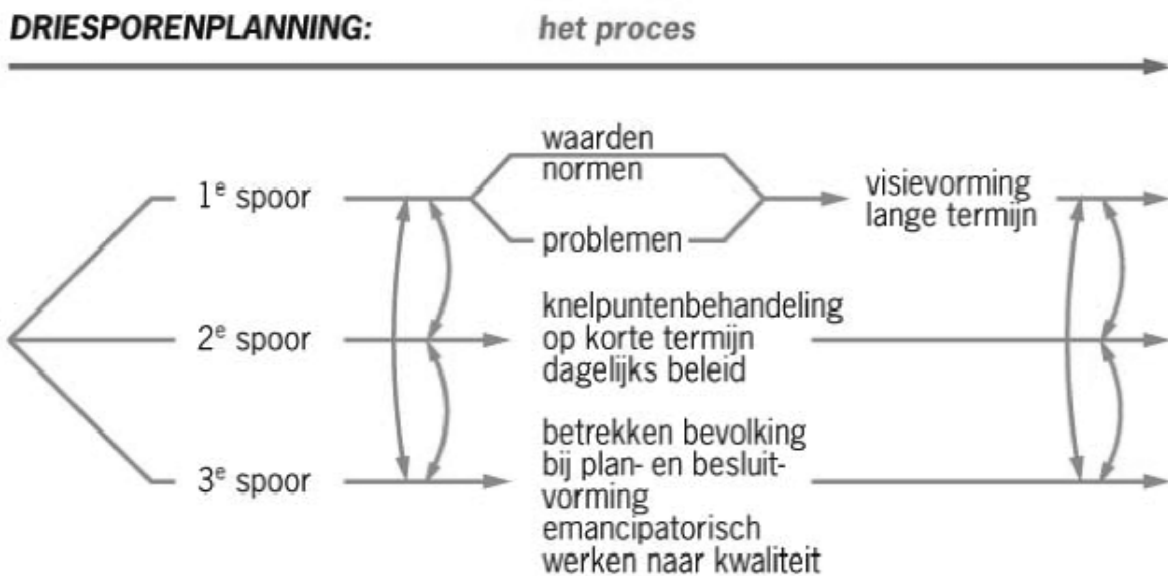 DRIESPORENPLANNING: het proces
waarden
normen
1e spoor
problemen
visievorming
lange termijn
2e spoor
knelpuntenbehandeling
op korte termijn
dagelijks beleid
3e spoor
betrekken bevolking
bij plan- en besluit-
vorming
emancipatorisch
werken naar kwaliteit